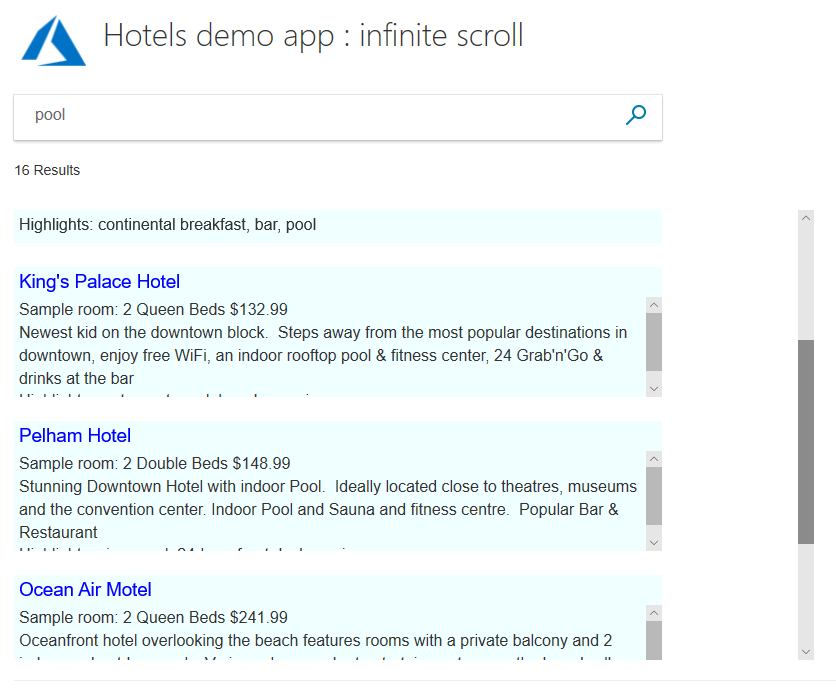 Hotels demo app : infinite scroll
pool
16 Results
Highlights: continental breakfast, bar, pool
King's Palace Hotel
Sample room: 2 Queen Beds $132.99
Newest kid on the downtown block.  Steps away from the most popular destinations in
downtown, enjoy free WiFi, an indoor rooftop pool & fitness center, 24 Grab'n'Go &
drinks at the bar
Pelham Hotel
Sample room: 2 Double Beds $148.99
Stunning Downtown Hotel with indoor Pool.  Ideally located close to theatres, museums
and the convention center. Indoor Pool and Sauna and fitness centre.  Popular Bar &
Restaurant
Ocean Air Motel
Sample room: 2 Queen Beds $241.99
Oceanfront hotel overlooking the beach features rooms with a private balcony and 2